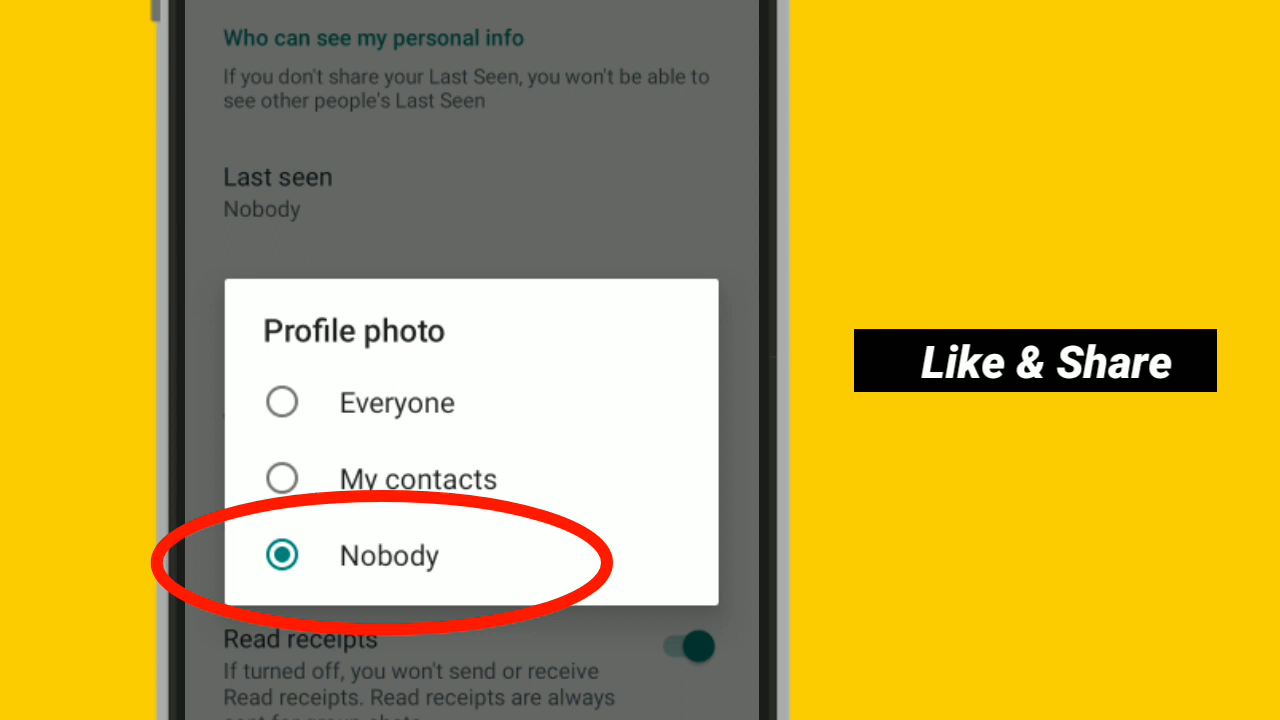 Who can see my personal info
If you don't share your Last Seen, you won't be able to
see other people's Last Seen
Last seen
Nobody
Profile photo
Everyone
My contacts
Nobody
Read receipts
If turned off, you won't send or receive
Read receipts. Read receipts are always
Like & Share